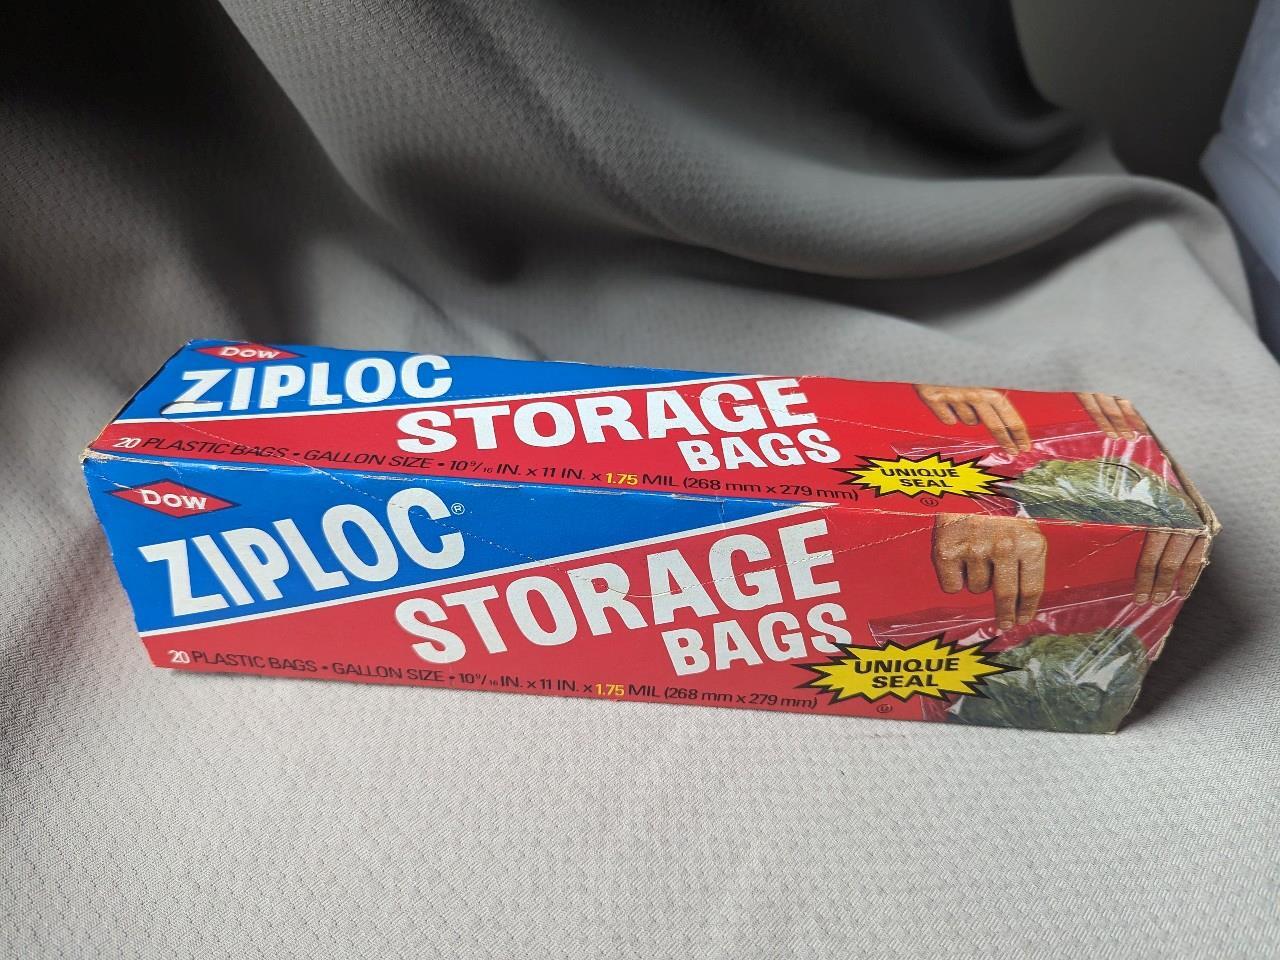 Dow
ZIPLOC
STORAGE
BAGS
20 PLASTIC BAGS • GALLON SIZE • 10 9/16 IN. x 11 IN. x 1.75 MIL (268 mm x 279 mm)
UNIQUE
SEAL
U
Dow
ZIPLOC®
STORAGE
BAGS
20 PLASTIC BAGS • GALLON SIZE • 10 9/16 IN. x 11 IN. x 1.75 MIL (268 mm x 279 mm)
UNIQUE
SEAL
U